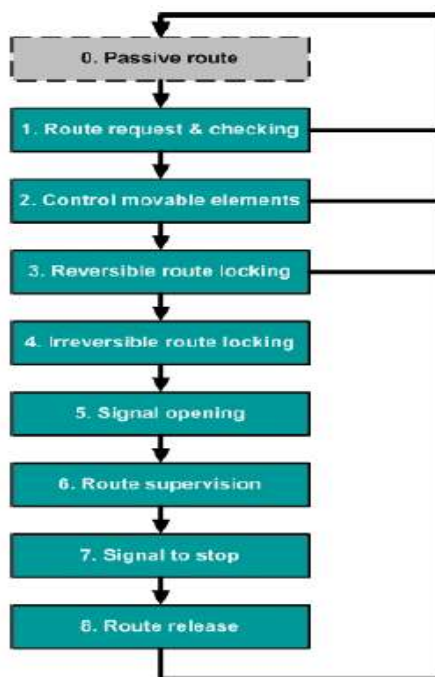 0. Passive route
1. Route request & checking
2. Control movable elements
3. Reversible route locking
4. Irreversible route locking
5. Signal opening
6. Route supervision
7. Signal to stop
8. Route release